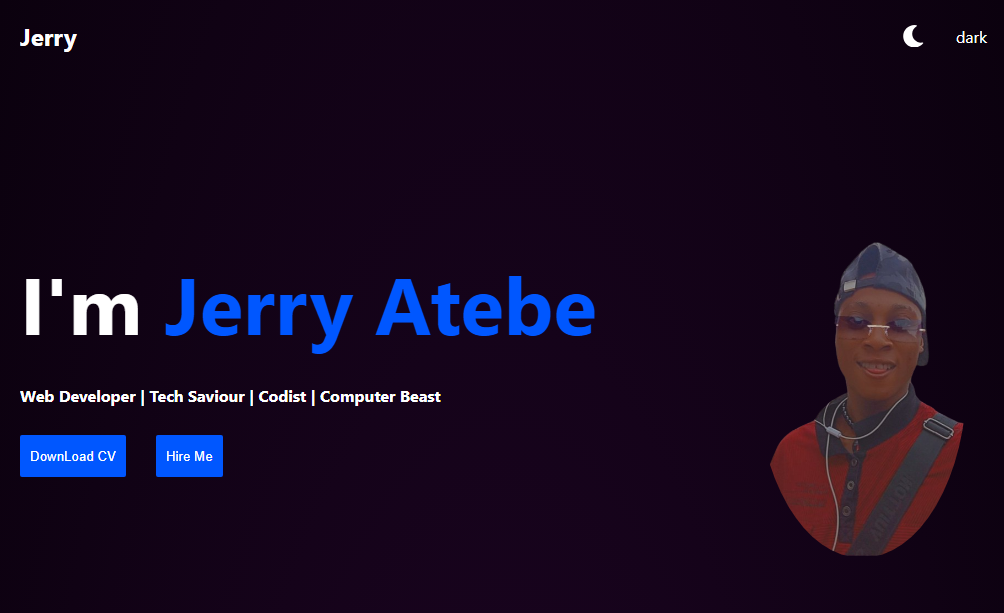 Jerry
dark
I'm Jerry Atebe
Web Developer | Tech Saviour | Codist | Computer Beast
DownLoad CV
Hire Me